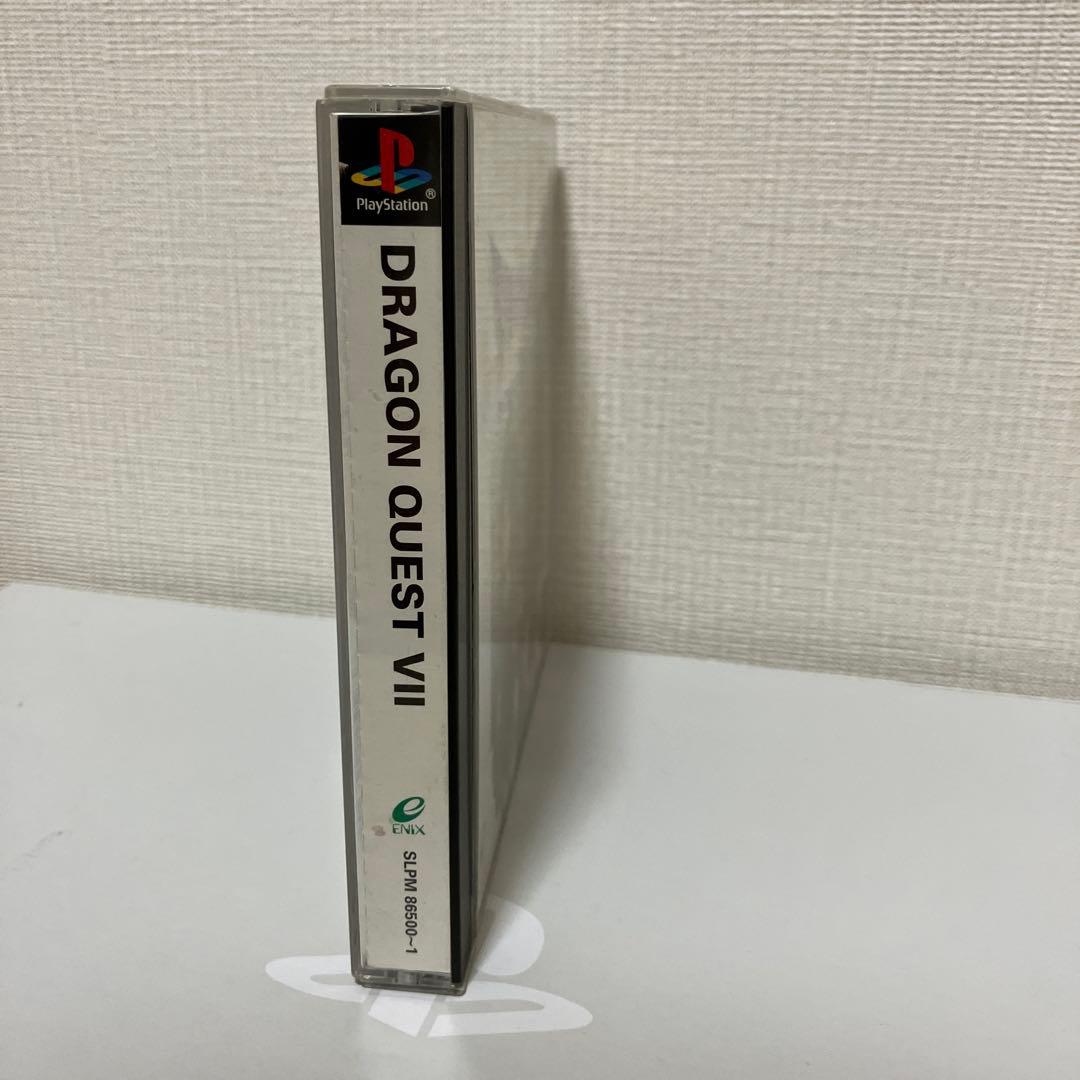 PlayStation®
DRAGON QUEST VII
ENIX
SLPM 86500~1